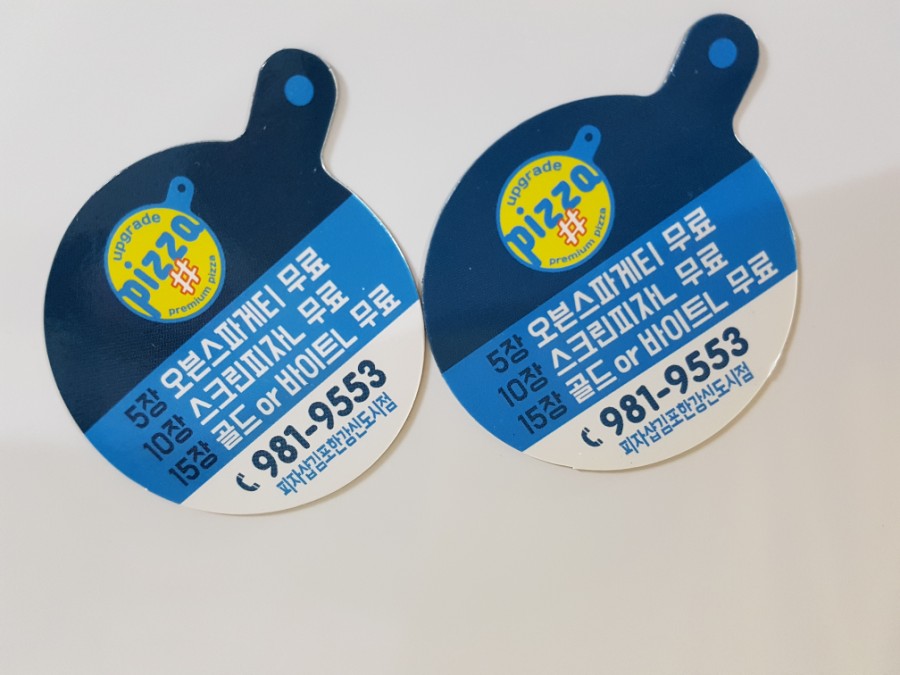 upgrade
pizza
#
premium pizza
5장 오븐스파게티 무료
10장 스크린피자L 무료
15장 골드 or 바이트L 무료
981-9553
피자샵김포한강신도시점
upgrade
pizza
#
premium pizza
5장 오븐스파게티 무료
10장 스크린피자L 무료
15장 골드 or 바이트L 무료
981-9553
피자샵김포한강신도시점